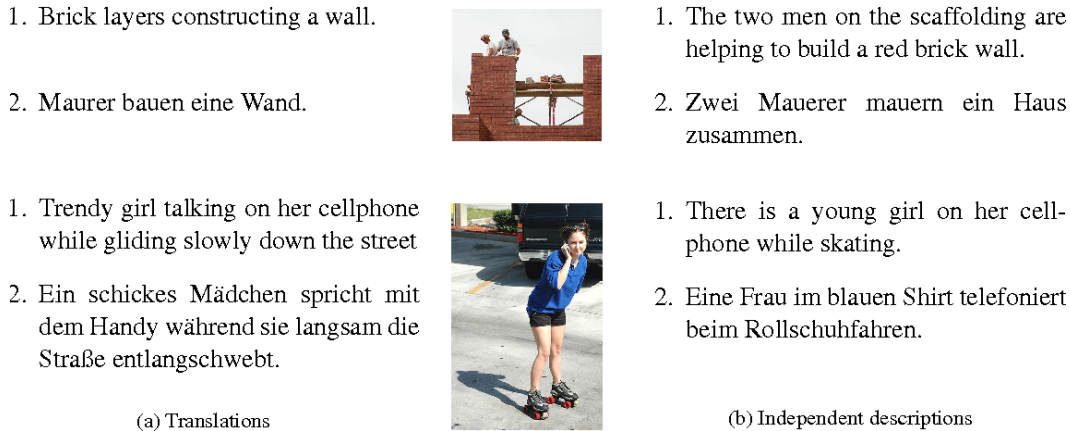 1. Brick layers constructing a wall.
2. Maurer bauen eine Wand.
1. The two men on the scaffolding are
helping to build a red brick wall.
2. Zwei Mauerer mauern ein Haus
zusammen.
1. Trendy girl talking on her cellphone
while gliding slowly down the street
2. Ein schickes Mädchen spricht mit
dem Handy während sie langsam die
Straße entlangschwebt.
1. There is a young girl on her cell-
phone while skating.
2. Eine Frau im blauen Shirt telefoniert
beim Rollschuhfahren.
(a) Translations
(b) Independent descriptions